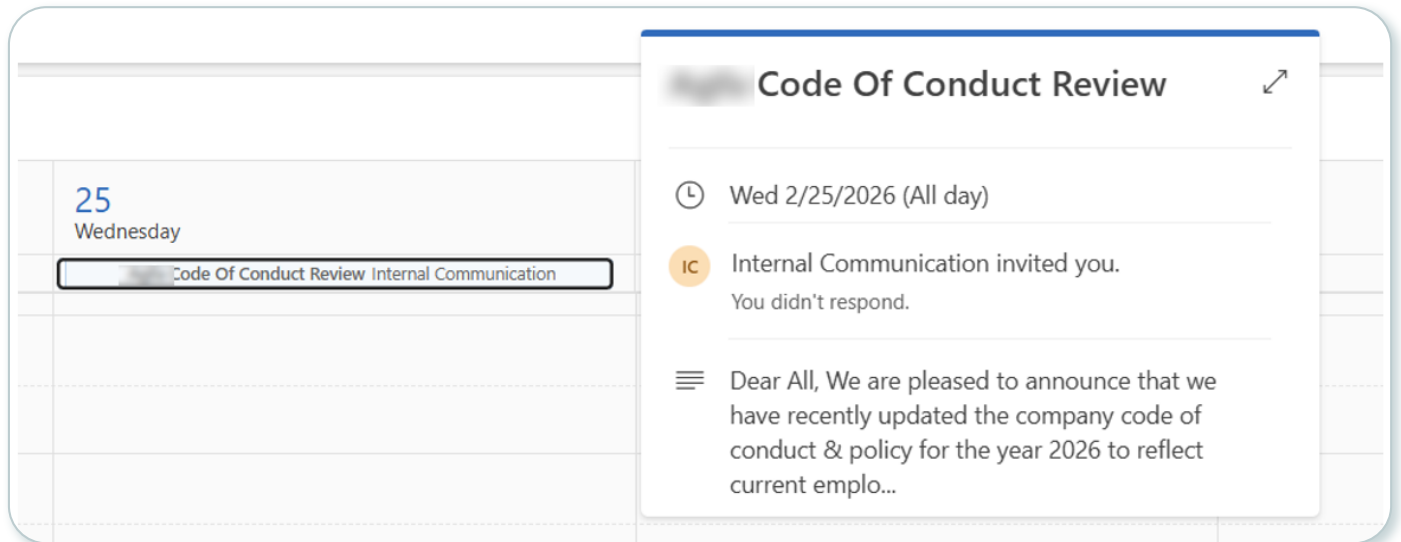 Code Of Conduct Review
25
Wednesday
Code Of Conduct Review Internal Communication
Wed 2/25/2026 (All day)
IC
Internal Communication invited you.
You didn't respond.
Dear All, We are pleased to announce that we
have recently updated the company code of
conduct & policy for the year 2026 to reflect
current emplo...